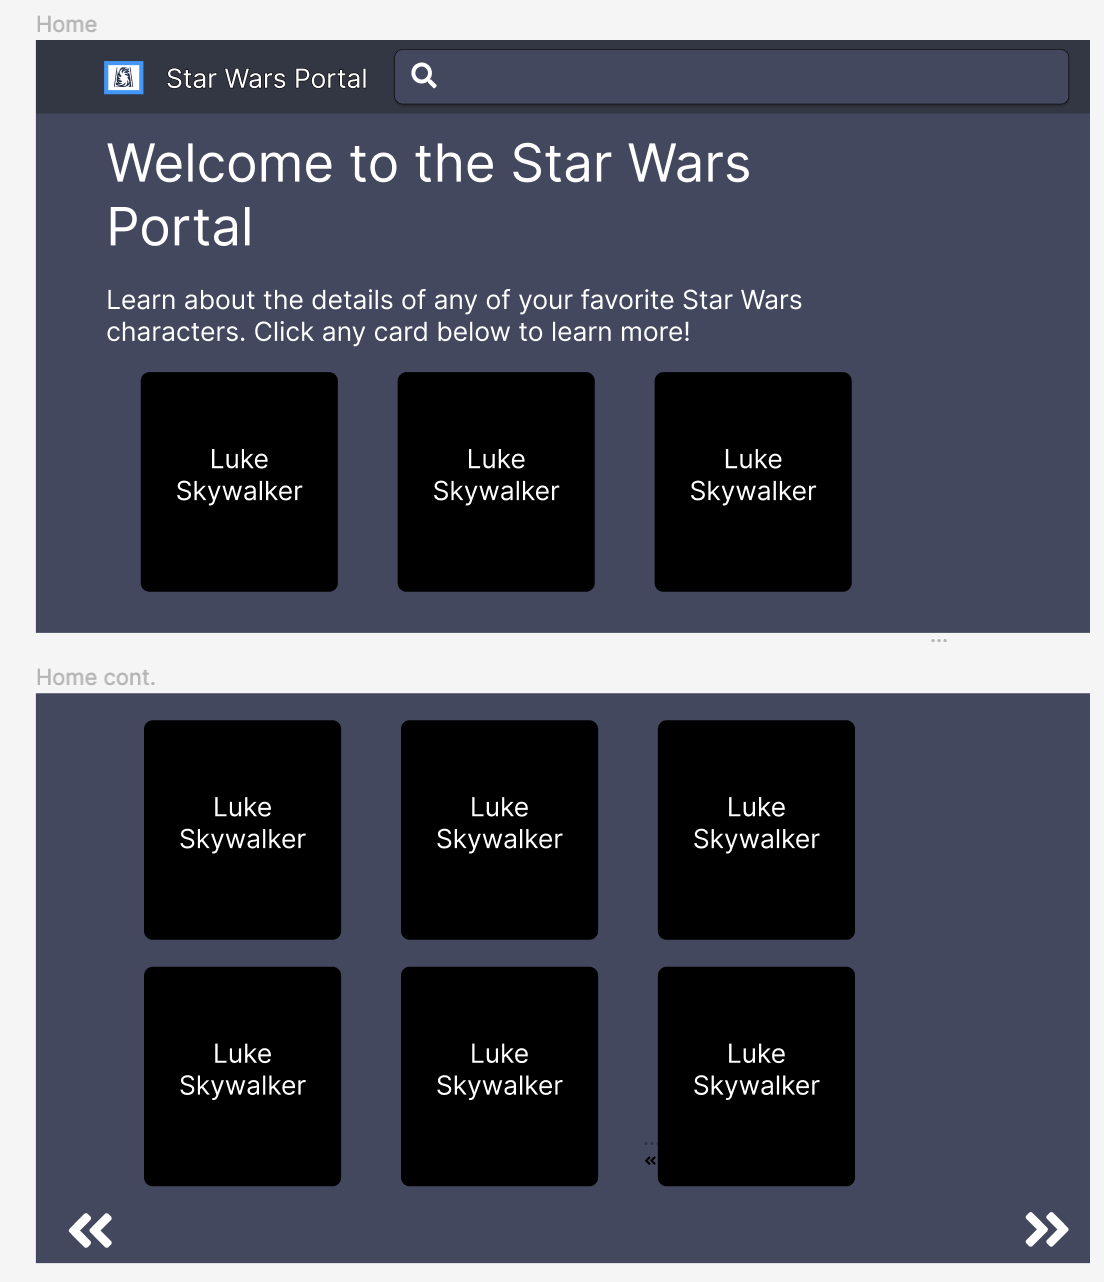 Home
Star Wars Portal
Welcome to the Star Wars
Portal
Learn about the details of any of your favorite Star Wars
characters. Click any card below to learn more!
Luke
Skywalker
Luke
Skywalker
Luke
Skywalker
...
Home cont.
Luke
Skywalker
Luke
Skywalker
Luke
Skywalker
Luke
Skywalker
Luke
Skywalker
Luke
Skywalker